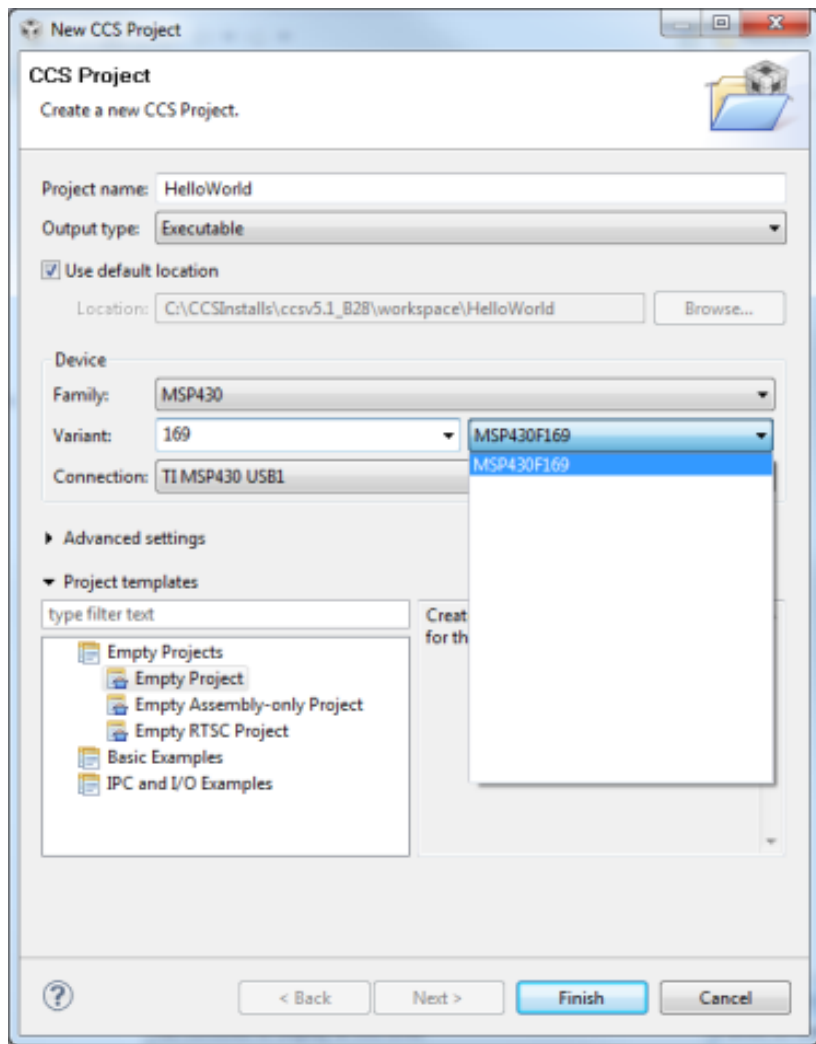 New CCS Project
CCS Project
Create a new CCS Project.
Project name: HelloWorld
Output type: Executable
Use default location
Location: C:\CCSInstalls\ccsv5.1_B28\workspace\HelloWorld Browse...
Device
Family: MSP430
Variant: 169 MSP430F169
MSP430F169
Connection: TI MSP430 USB1
Advanced settings
Project templates
type filter text
Creat
for th
Empty Projects
Empty Project
Empty Assembly-only Project
Empty RTSC Project
Basic Examples
IPC and I/O Examples
? < Back Next > Finish Cancel